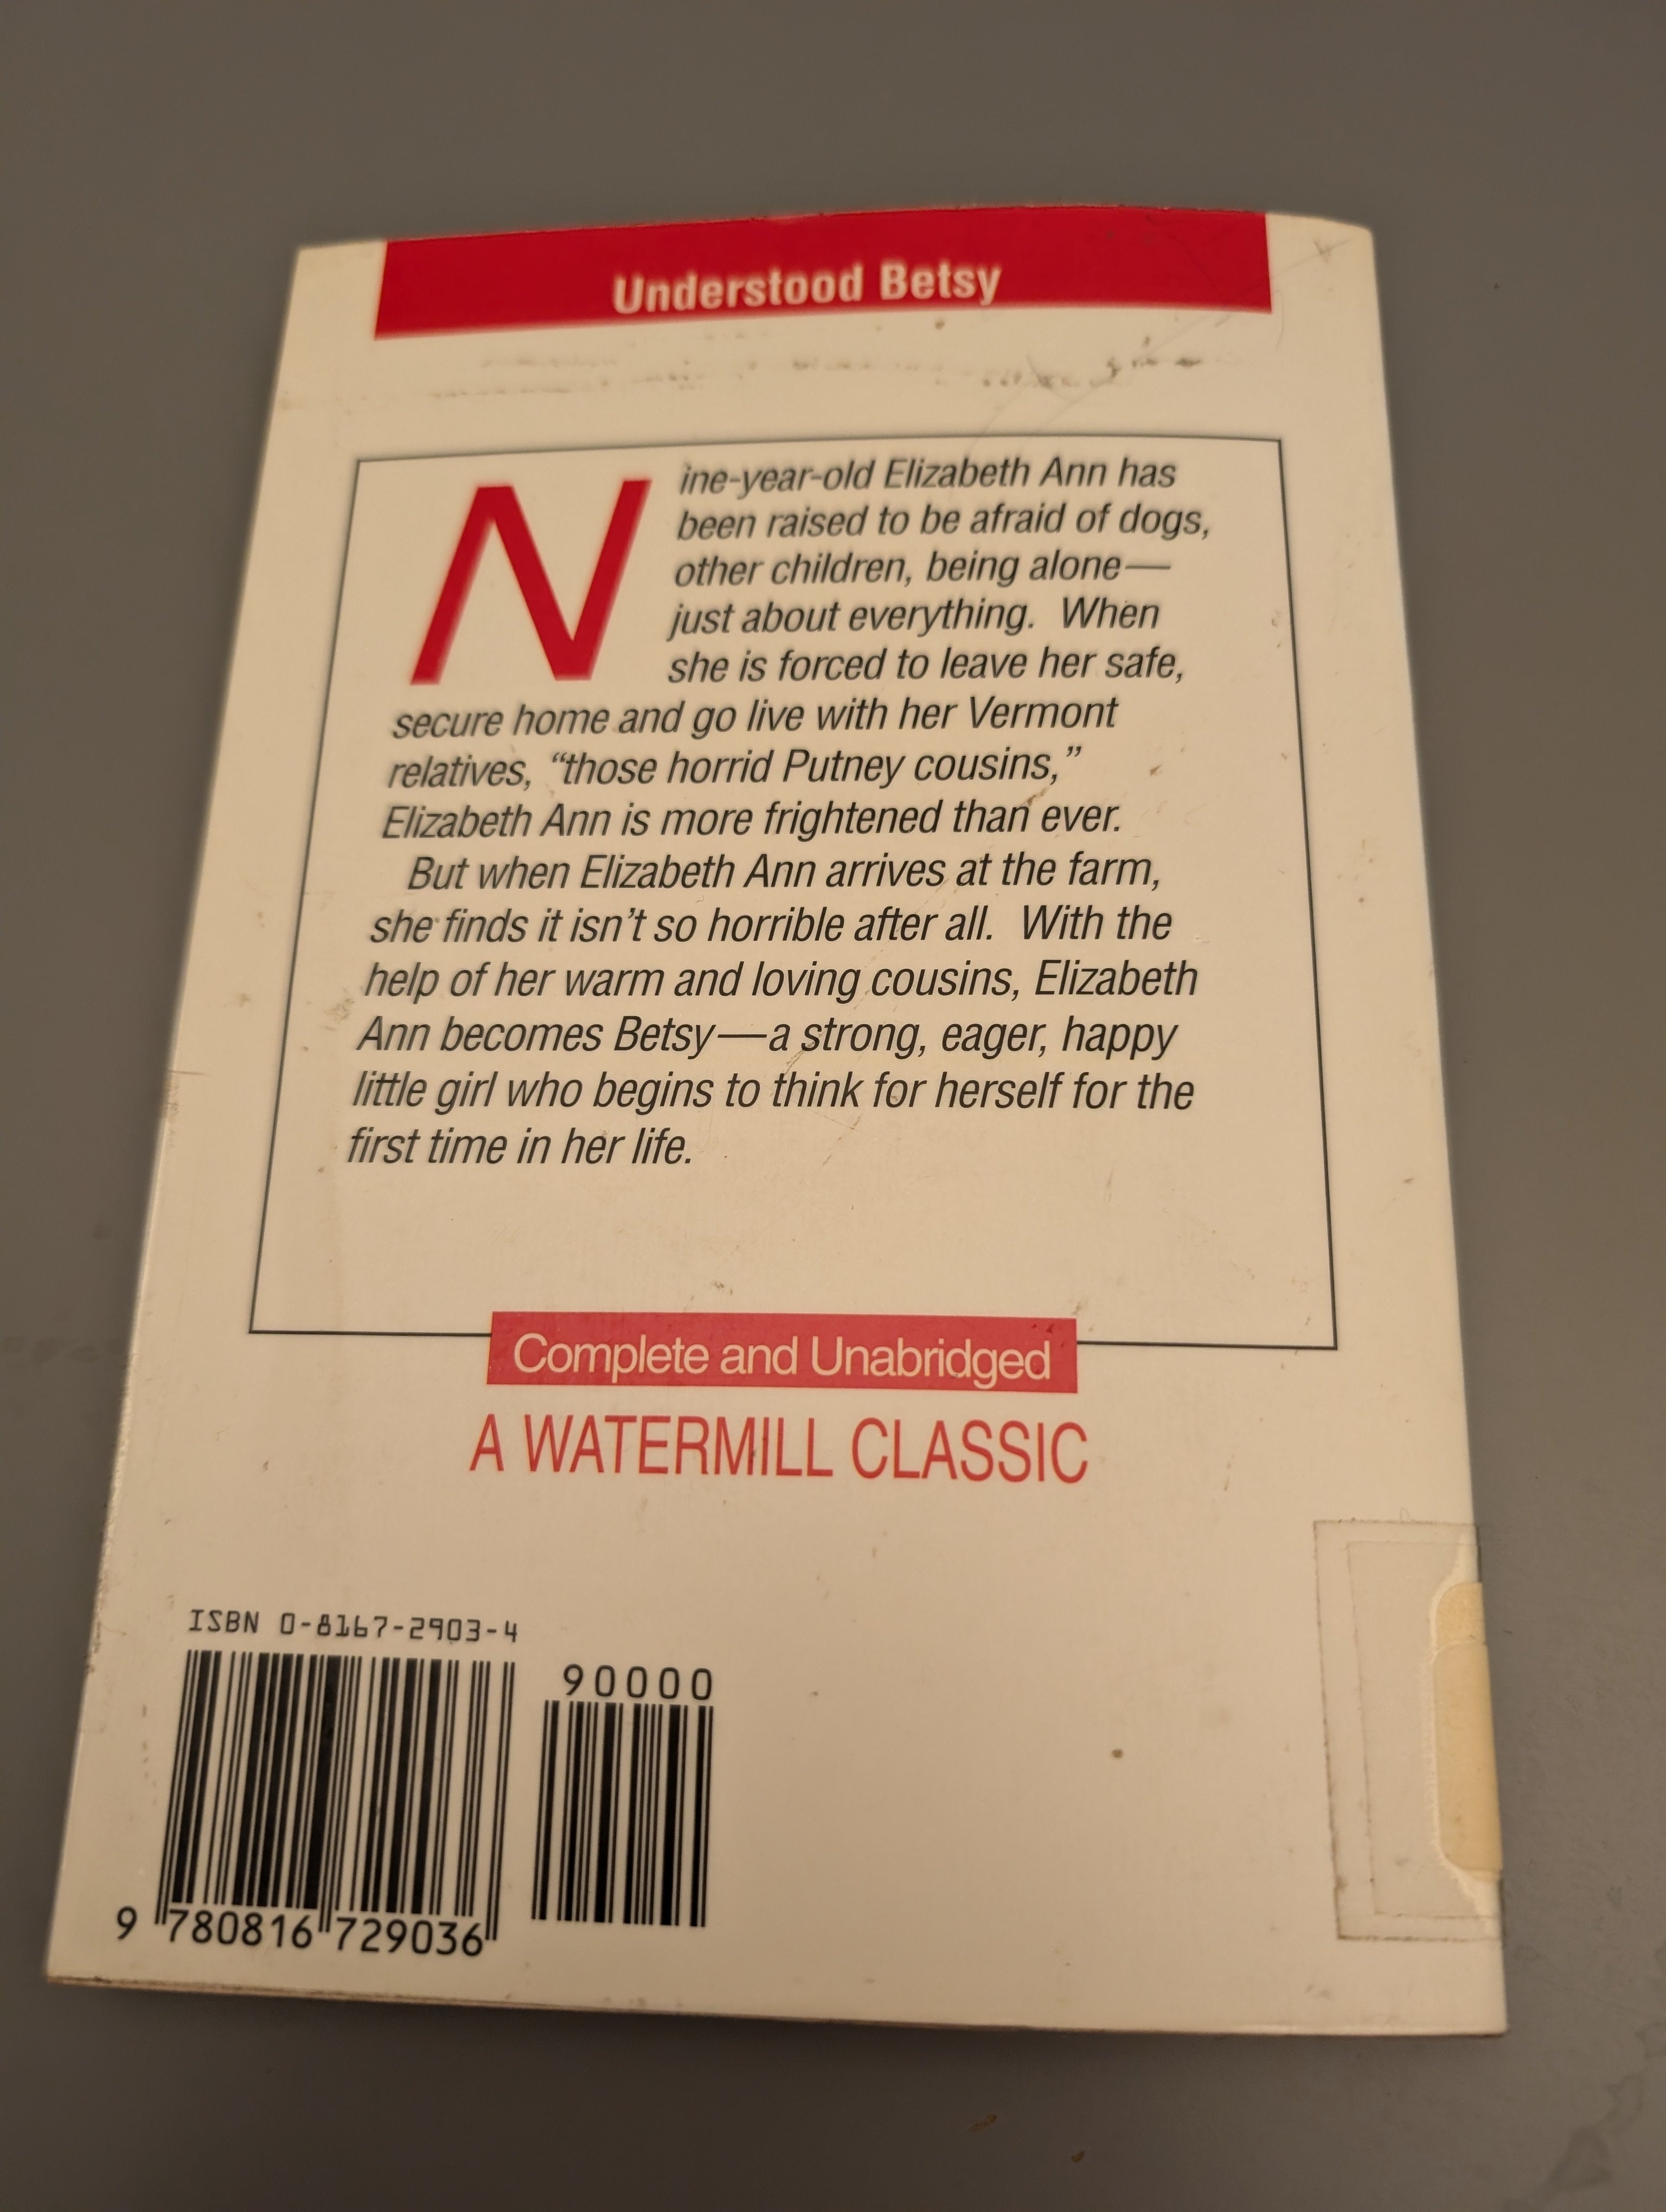 Understood Betsy
Nine-year-old Elizabeth Ann has
been raised to be afraid of dogs,
other children, being alone—
just about everything. When
she is forced to leave her safe,
secure home and go live with her Vermont
relatives, “those horrid Putney cousins,”
Elizabeth Ann is more frightened than ever.
But when Elizabeth Ann arrives at the farm,
she finds it isn’t so horrible after all. With the
help of her warm and loving cousins, Elizabeth
Ann becomes Betsy—a strong, eager, happy
little girl who begins to think for herself for the
first time in her life.
Complete and Unabridged
A WATERMILL CLASSIC
ISBN 0-8167-2903-4
90000
9 780816 729036